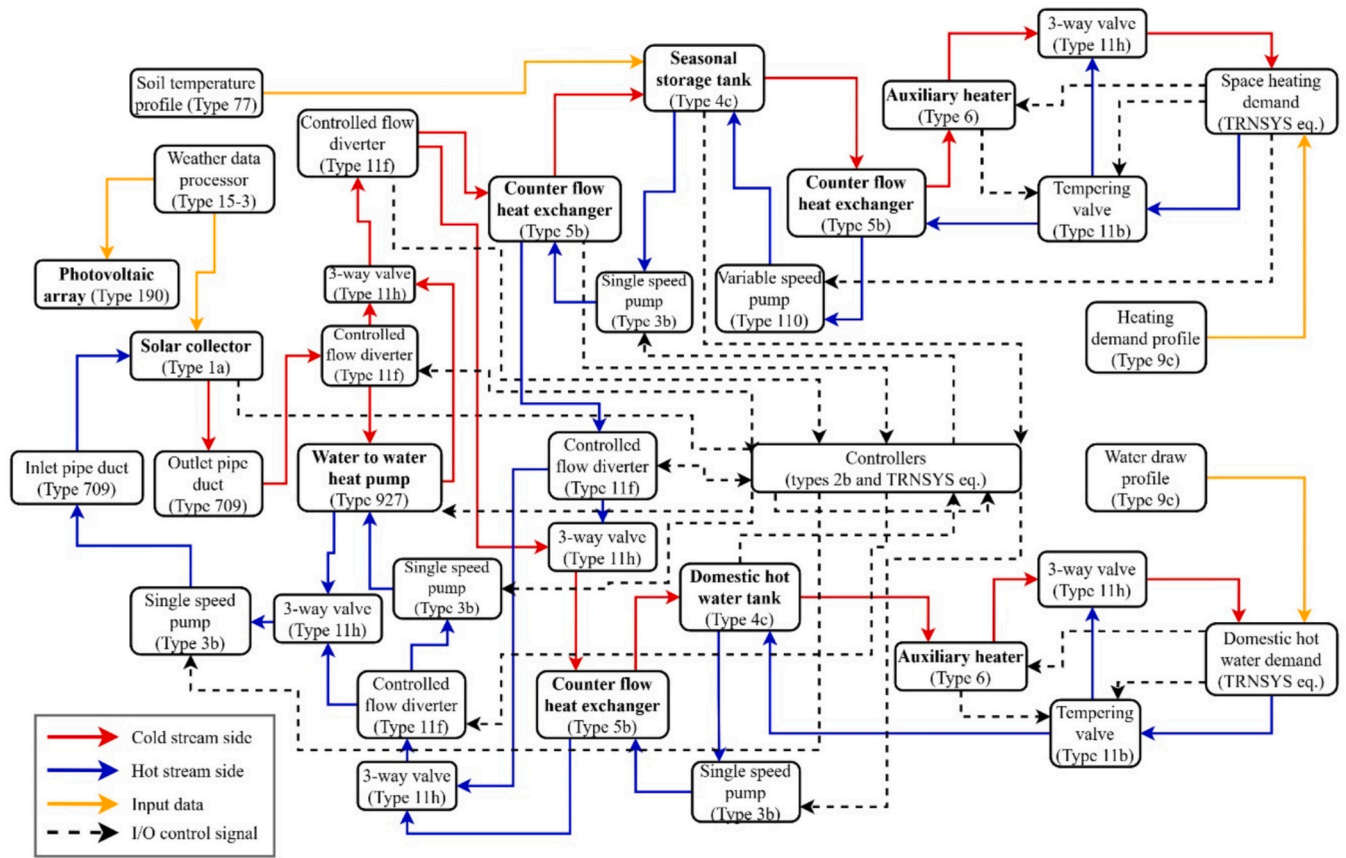 Soil temperature
profile (Type 77)
Weather data
processor
(Type 15-3)
Photovoltaic
array (Type 190)
Solar collector
(Type 1a)
Inlet pipe duct
(Type 709)
Outlet pipe
duct
(Type 709)
Controlled flow
diverter
(Type 11f)
3-way valve
(Type 11h)
Controlled
flow diverter
(Type 11f)
Water to water
heat pump
(Type 927)
Single speed
pump
(Type 3b)
3-way valve
(Type 11h)
Single speed
pump
(Type 3b)
Controlled
flow diverter
(Type 11f)
3-way valve
(Type 11h)
Seasonal
storage tank
(Type 4c)
Counter flow
heat exchanger
(Type 5b)
Single speed
pump
(Type 3b)
Variable speed
pump
(Type 110)
Counter flow
heat exchanger
(Type 5b)
Auxiliary heater
(Type 6)
3-way valve
(Type 11h)
Space heating
demand
(TRNSYS eq.)
Tempering
valve
(Type 11b)
Heating
demand profile
(Type 9c)
Controlled
flow diverter
(Type 11f)
Controllers
(types 2b and TRNSYS eq.)
Water draw
profile
(Type 9c)
3-way valve
(Type 11h)
Domestic hot
water tank
(Type 4c)
Counter flow
heat exchanger
(Type 5b)
Single speed
pump
(Type 3b)
Auxiliary heater
(Type 6)
3-way valve
(Type 11h)
Domestic hot
water demand
(TRNSYS eq.)
Tempering
valve
(Type 11b)
Cold stream side
Hot stream side
Input data
I/O control signal